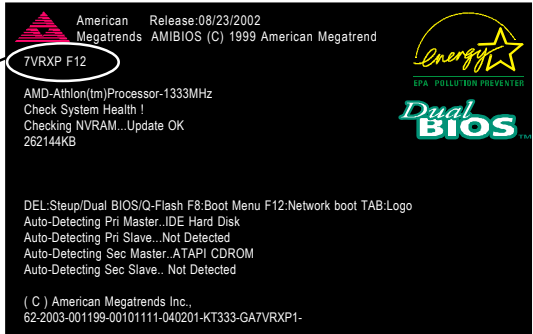 American Release:08/23/2002
Megatrends AMIBIOS (C) 1999 American Megatrend
7VRXP F12
energy
EPA POLLUTION PREVENTER
AMD-Athlon(tm)Processor-1333MHz
Check System Health !
Checking NVRAM...Update OK
262144KB
Dual
BIOS TM
DEL:Steup/Dual BIOS/Q-Flash F8:Boot Menu F12:Network boot TAB:Logo
Auto-Detecting Pri Master..IDE Hard Disk
Auto-Detecting Pri Slave...Not Detected
Auto-Detecting Sec Master..ATAPI CDROM
Auto-Detecting Sec Slave.. Not Detected
( C ) American Megatrends Inc.,
62-2003-001199-00101111-040201-KT333-GA7VRXP1-